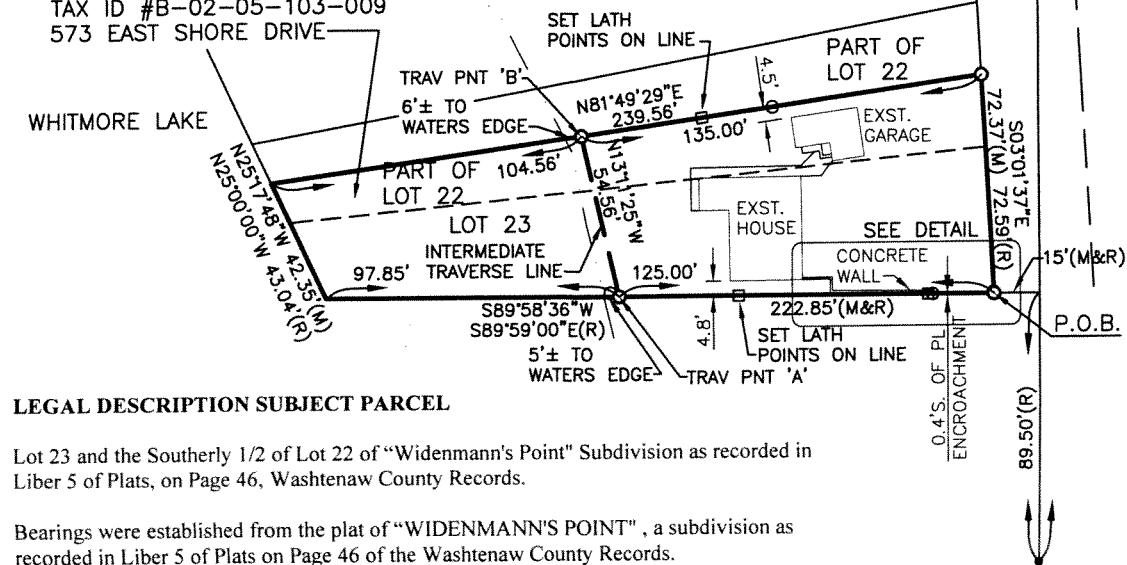 TAX ID #B-02-05-103-009
573 EAST SHORE DRIVE
SET LATH
POINTS ON LINE
PART OF
LOT 22
TRAV PNT 'B'
4.5'
6'± TO
WATERS EDGE
N81°49'29"E
239.56'
135.00'
EXST.
GARAGE
WHITMORE LAKE
N25°17'48"W 42.35'(M)
N25°00'00"W 43.04'(R)
PART OF
LOT 22
104.56'
N13°11'25"W
54.56'
72.37'(M) 72.59'(R)
S03°01'37"E
LOT 23
EXST.
HOUSE
SEE DETAIL
INTERMEDIATE
TRAVERSE LINE
CONCRETE
WALL
15'(M&R)
97.85'
125.00'
222.85'(M&R)
P.O.B.
S89°58'36"W
S89°59'00"E(R)
4.8'
SET LATH
POINTS ON LINE
5'± TO
WATERS EDGE
TRAV PNT 'A'
0.4'S. OF PL
ENCROACHMENT
89.50'(R)
LEGAL DESCRIPTION SUBJECT PARCEL
Lot 23 and the Southerly 1/2 of Lot 22 of "Widenmann's Point" Subdivision as recorded in
Liber 5 of Plats, on Page 46, Washtenaw County Records.
Bearings were established from the plat of "WIDENMANN'S POINT" , a subdivision as
recorded in Liber 5 of Plats on Page 46 of the Washtenaw County Records.